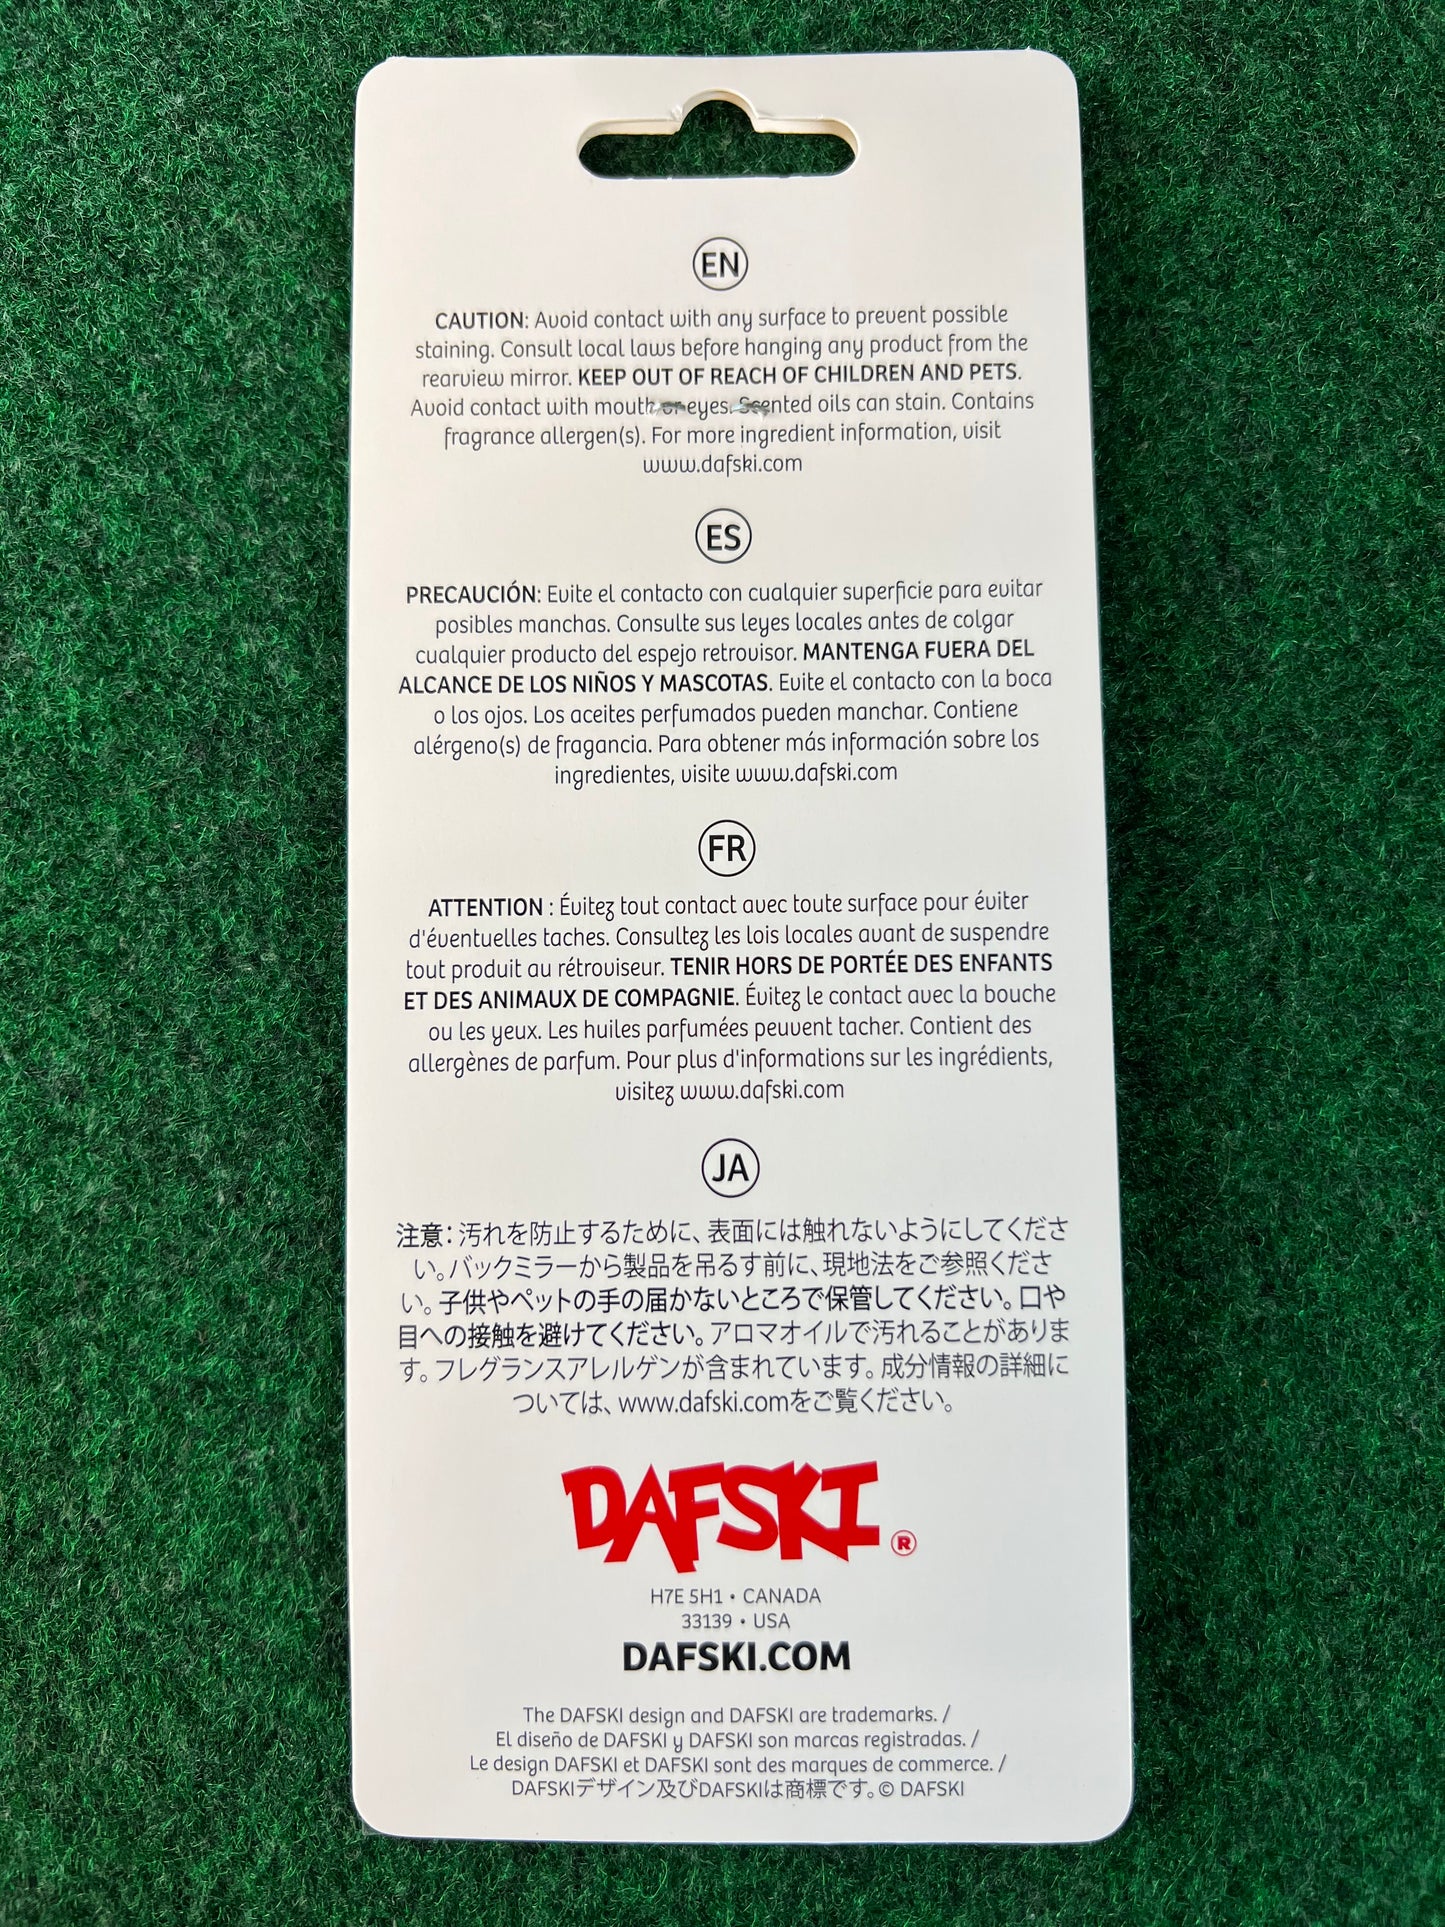 EN
CAUTION: Avoid contact with any surface to prevent possible
staining. Consult local laws before hanging any product from the
rearview mirror. KEEP OUT OF REACH OF CHILDREN AND PETS.
Avoid contact with mouth or eyes. Scented oils can stain. Contains
fragrance allergen(s). For more ingredient information, visit
www.dafski.com
ES
PRECAUCIÓN: Evite el contacto con cualquier superficie para evitar
posibles manchas. Consulte sus leyes locales antes de colgar
cualquier producto del espejo retrovisor. MANTENGA FUERA DEL
ALCANCE DE LOS NIÑOS Y MASCOTAS. Evite el contacto con la boca
o los ojos. Los aceites perfumados pueden manchar. Contiene
alérgeno(s) de fragancia. Para obtener más información sobre los
ingredientes, visite www.dafski.com
FR
ATTENTION : Évitez tout contact avec toute surface pour éviter
d'éventuelles taches. Consultez les lois locales avant de suspendre
tout produit au rétroviseur. TENIR HORS DE PORTÉE DES ENFANTS
ET DES ANIMAUX DE COMPAGNIE. Évitez le contact avec la bouche
ou les yeux. Les huiles parfumées peuvent tacher. Contient des
allergènes de parfum. Pour plus d'informations sur les ingrédients,
visitez www.dafski.com
JA
注意：汚れを防止するために、表面には触れないようにしてくださ
い。バックミラーから製品を吊るす前に、現地法をご参照くださ
い。子供やペットの手の届かないところで保管してください。口や
目への接触を避けてください。アロマオイルで汚れることがありま
す。フレグランスアレルゲンが含まれています。成分情報の詳細に
ついては、www.dafski.comをご覧ください。
DAFSKI ®
H7E 5H1 • CANADA
33139 • USA
DAFSKI.COM
The DAFSKI design and DAFSKI are trademarks. /
El diseño de DAFSKI y DAFSKI son marcas registradas. /
Le design DAFSKI et DAFSKI sont des marques de commerce. /
DAFSKIデザイン及びDAFSKIは商標です。© DAFSKI